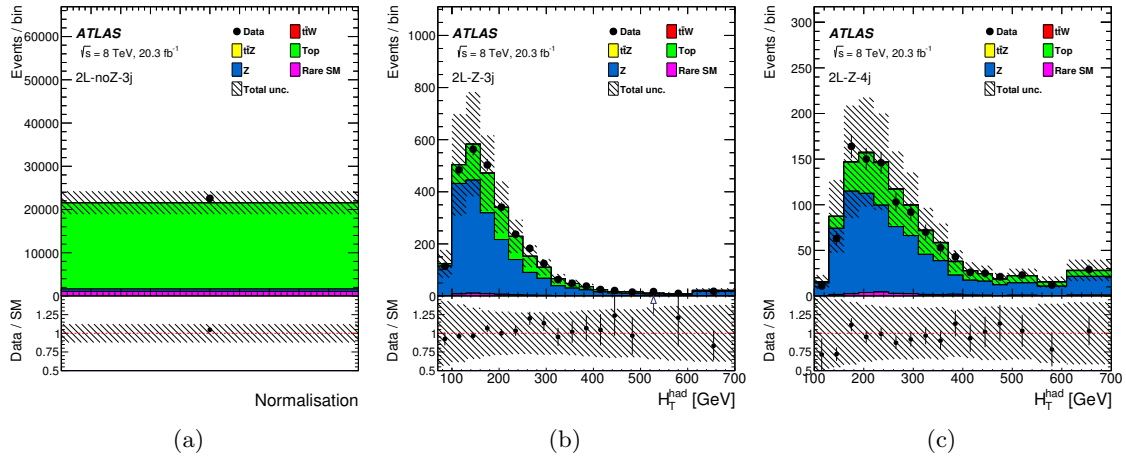 Events / bin
60000
50000
40000
30000
20000
10000
0
ATLAS
√s = 8 TeV, 20.3 fb⁻¹
2L-noZ-3j
Data
tt̄Z
Z
Total unc.
tt̄W
Top
Rare SM
Data / SM
1.25
1
0.75
0.5
Normalisation
(a)
Events / bin
1000
800
600
400
200
0
ATLAS
√s = 8 TeV, 20.3 fb⁻¹
2L-Z-3j
Data
tt̄Z
Z
Total unc.
tt̄W
Top
Rare SM
Data / SM
1.25
1
0.75
0.5
100 200 300 400 500 600 700
H_T^had [GeV]
(b)
Events / bin
300
250
200
150
100
50
0
ATLAS
√s = 8 TeV, 20.3 fb⁻¹
2L-Z-4j
Data
tt̄Z
Z
Total unc.
tt̄W
Top
Rare SM
Data / SM
1.25
1
0.75
0.5
100 200 300 400 500 600 700
H_T^had [GeV]
(c)